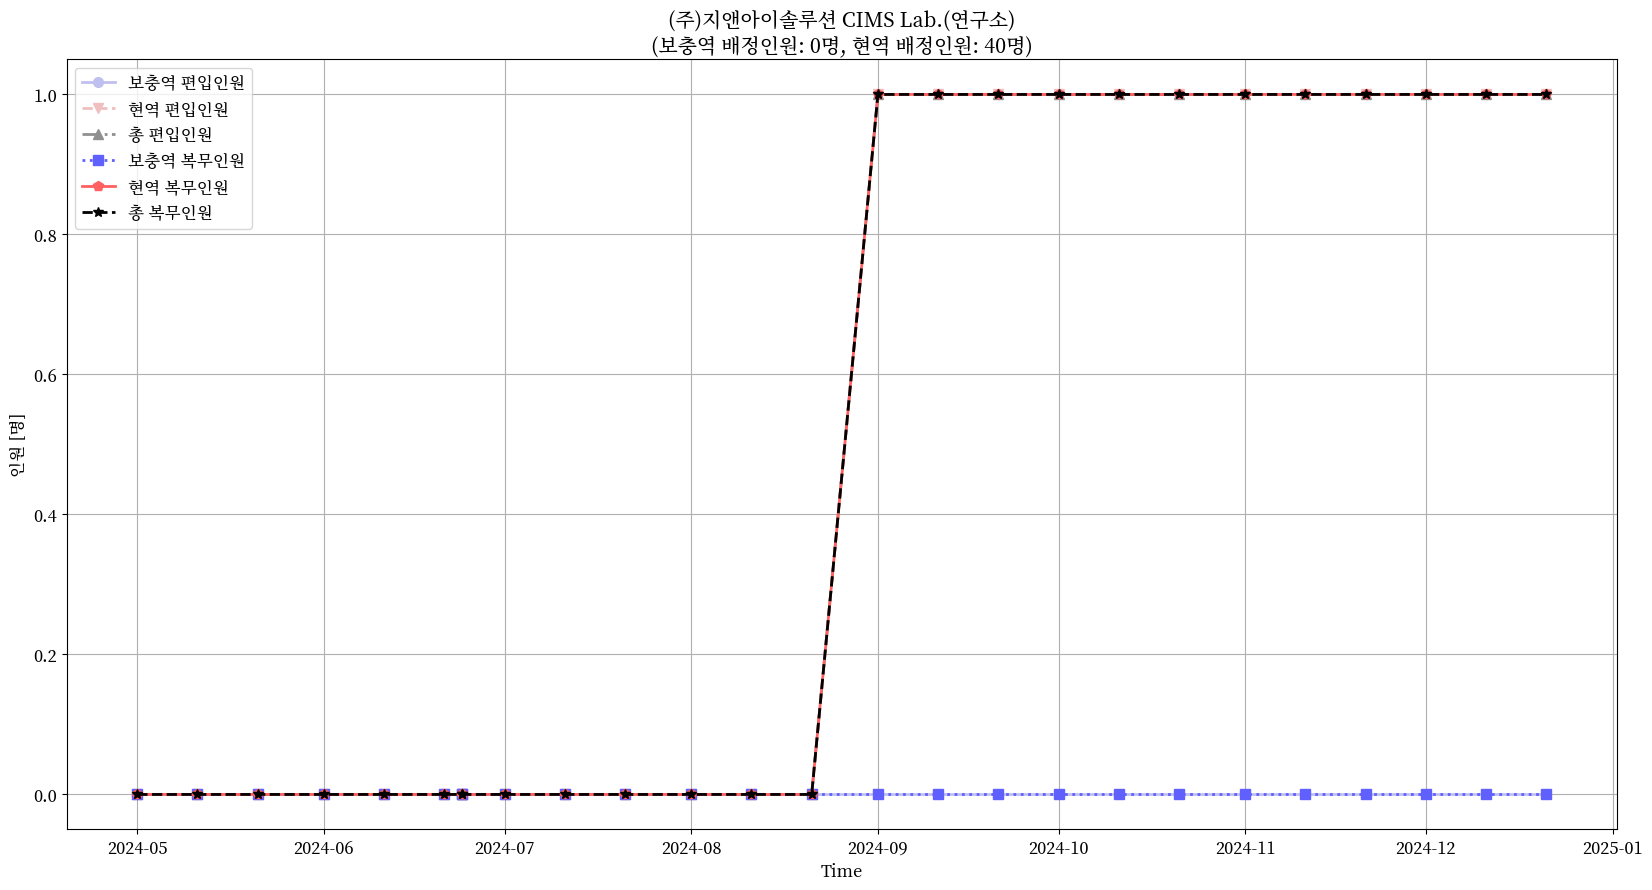 (주)지앤아이솔루션 CIMS Lab.(연구소)
(보충역 배정인원: 0명, 현역 배정인원: 40명)
보충역 편입인원
현역 편입인원
총 편입인원
보충역 복무인원
현역 복무인원
총 복무인원
1.0
0.8
0.6
0.4
0.2
0.0
인원 [명]
2024-05 2024-06 2024-07 2024-08 2024-09 2024-10 2024-11 2024-12 2025-01
Time